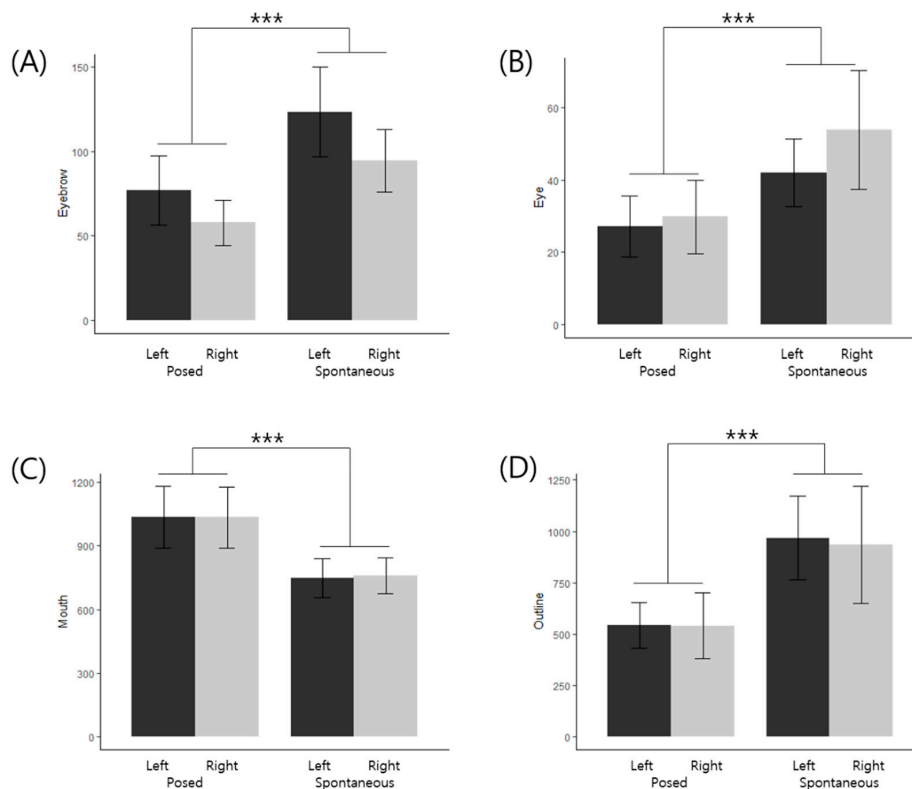 ***
(A)
150
100
50
0
Eyebrow
Left Right Left Right
Posed Spontaneous
***
(B)
60
40
20
0
Eye
Left Right Left Right
Posed Spontaneous
***
(C)
1200
900
600
300
0
Mouth
Left Right Left Right
Posed Spontaneous
***
(D)
1250
1000
750
500
250
0
Outline
Left Right Left Right
Posed Spontaneous